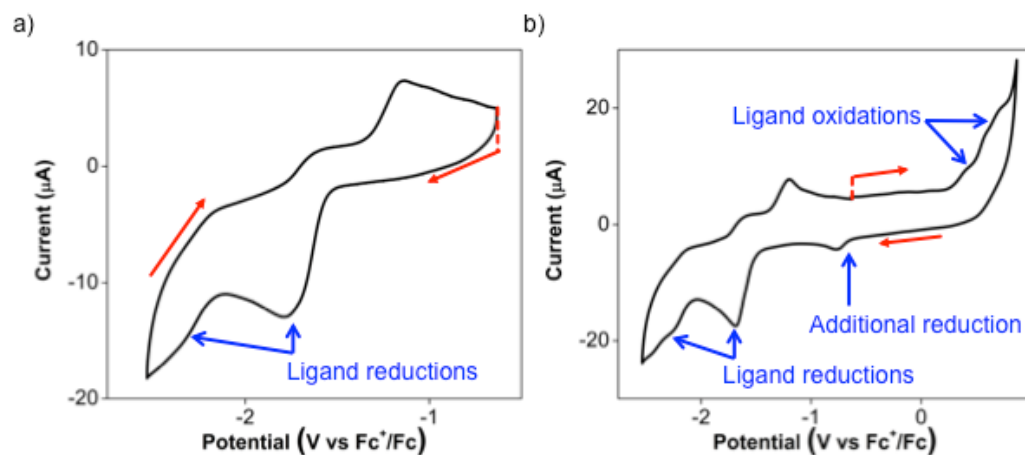 a)
10
0
-10
-20
Current (µA)
Ligand reductions
-2
-1
Potential (V vs Fc⁺/Fc)
b)
20
0
-20
Current (µA)
Ligand oxidations
Additional reduction
Ligand reductions
-2
-1
0
Potential (V vs Fc⁺/Fc)